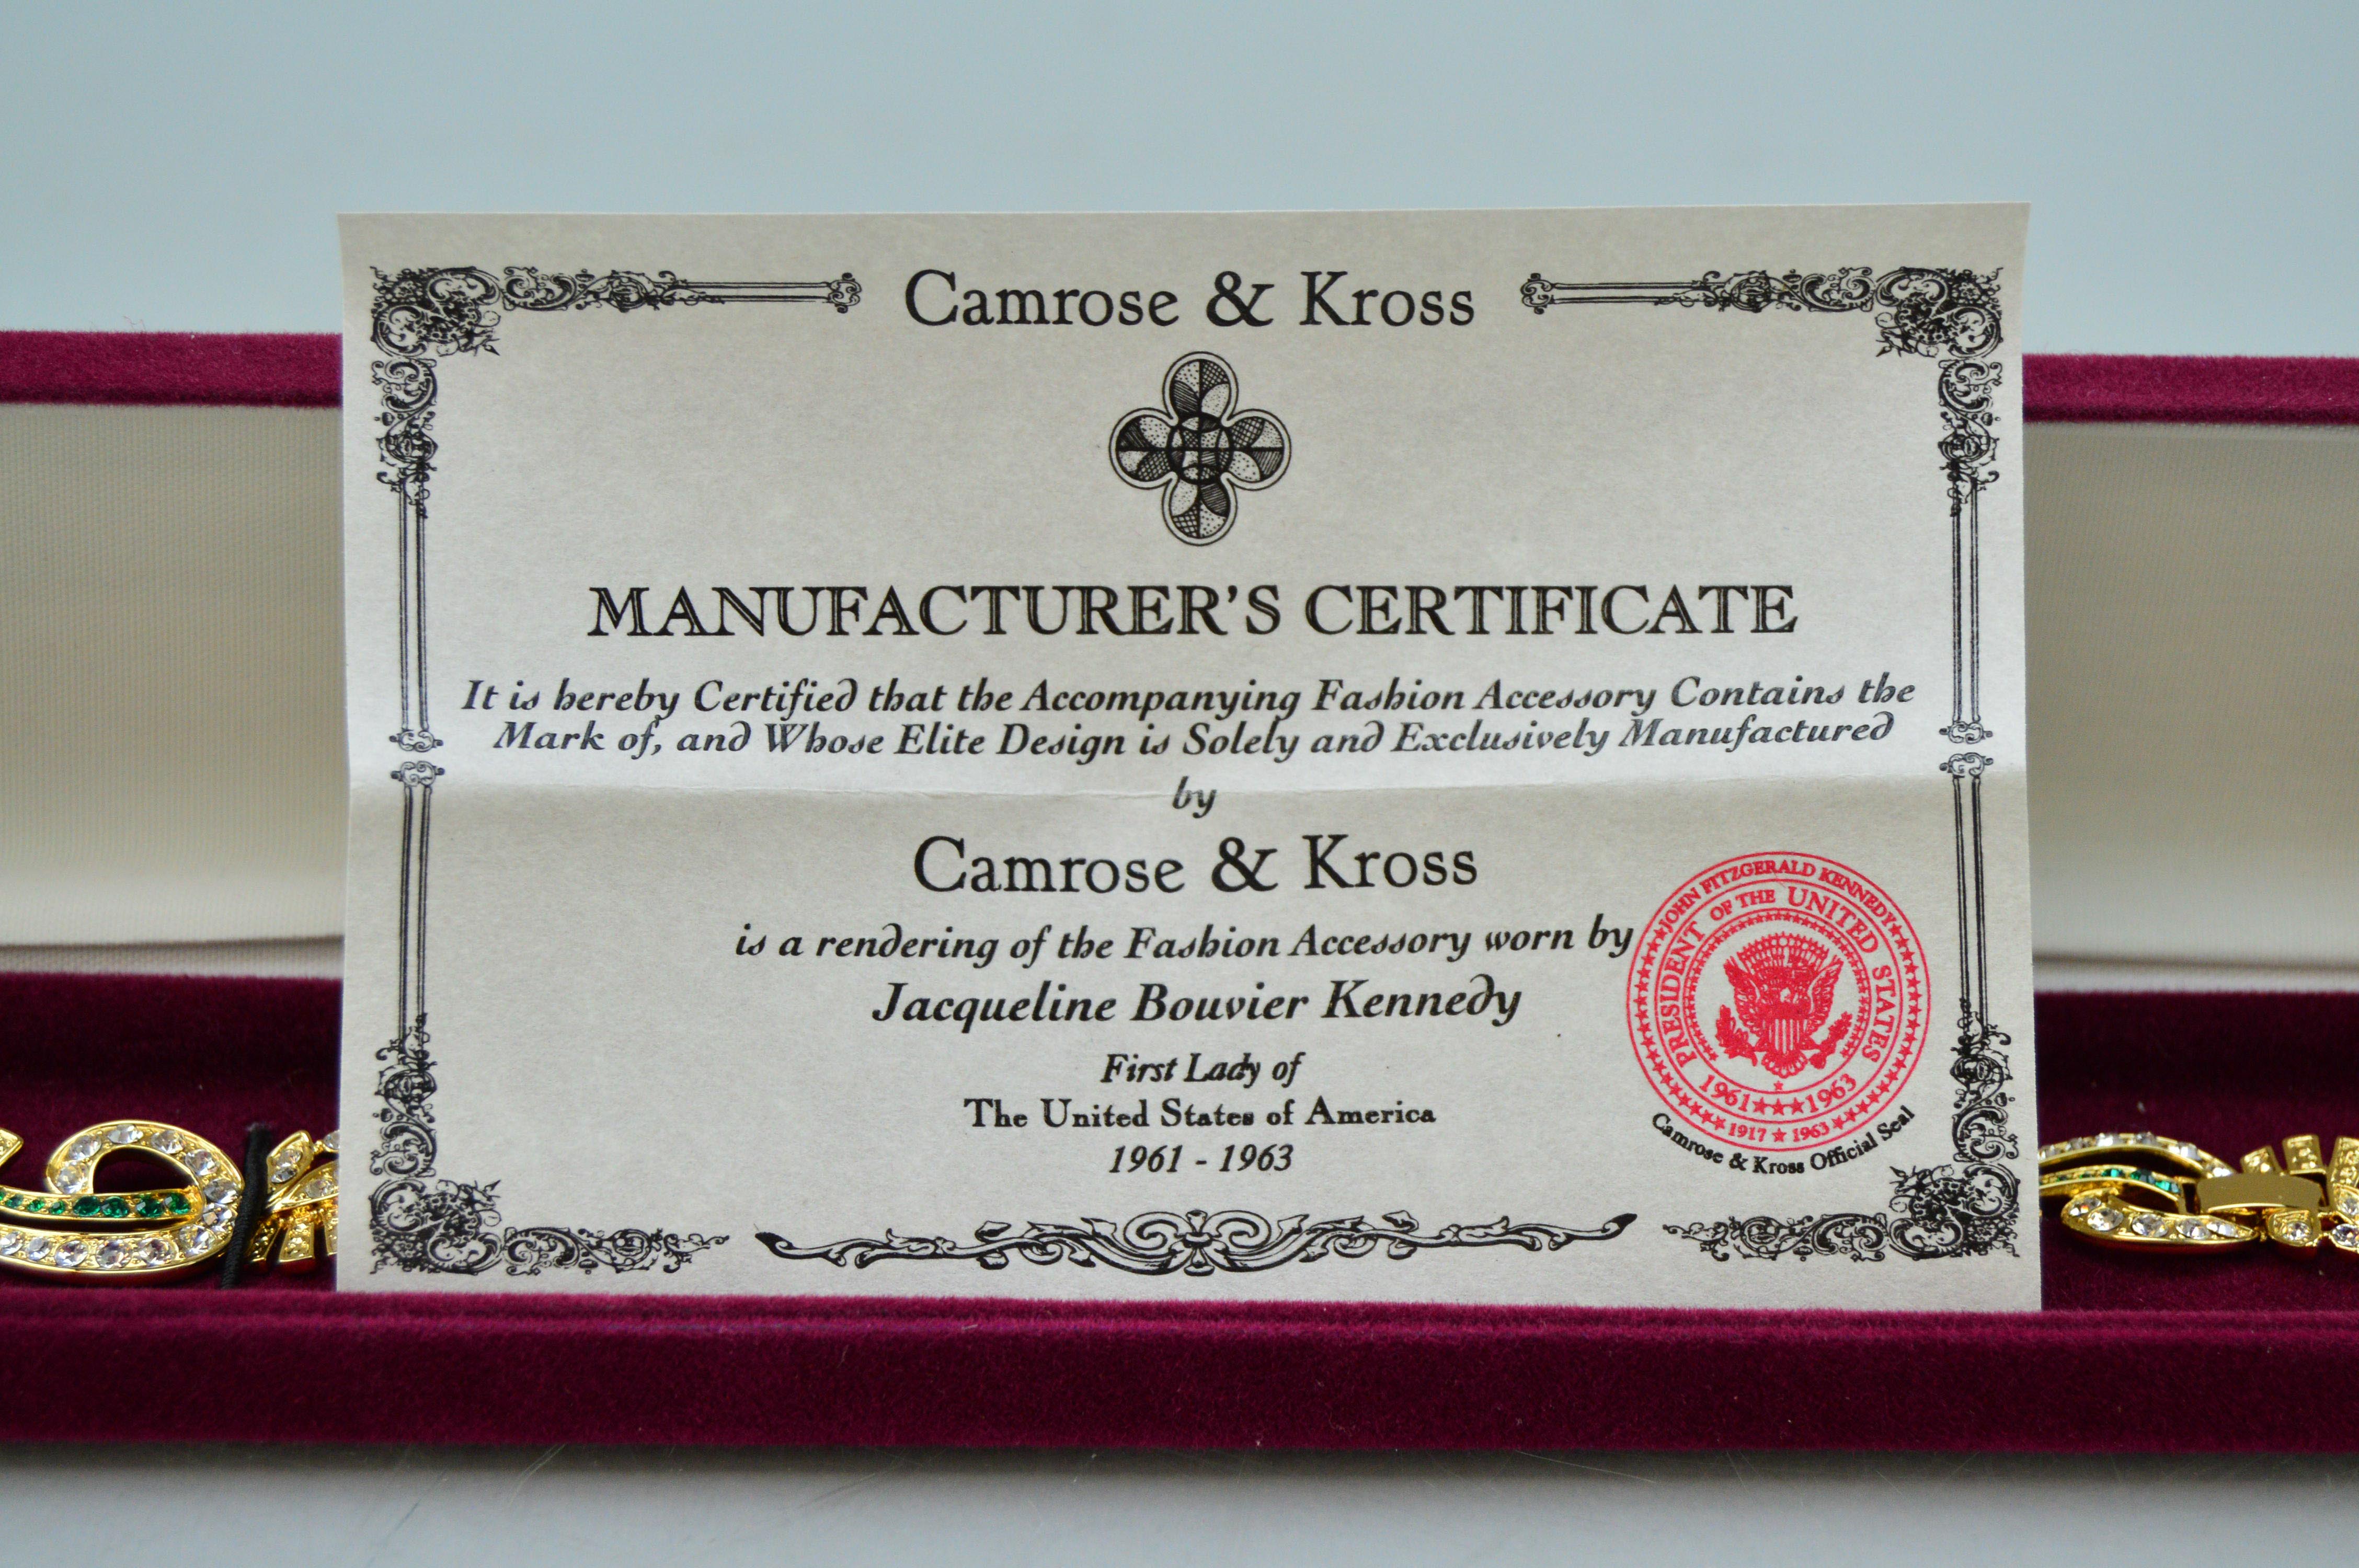 Camrose & Kross
MANUFACTURER'S CERTIFICATE
It is hereby Certified that the Accompanying Fashion Accessory Contains the
Mark of, and Whose Elite Design is Solely and Exclusively Manufactured
by
Camrose & Kross
is a rendering of the Fashion Accessory worn by
Jacqueline Bouvier Kennedy
First Lady of
The United States of America
1961 - 1963
JOHN FITZGERALD KENNEDY
PRESIDENT OF THE UNITED STATES
1961★★★1963
1917 ★ 1963
Camrose & Kross Official Seal